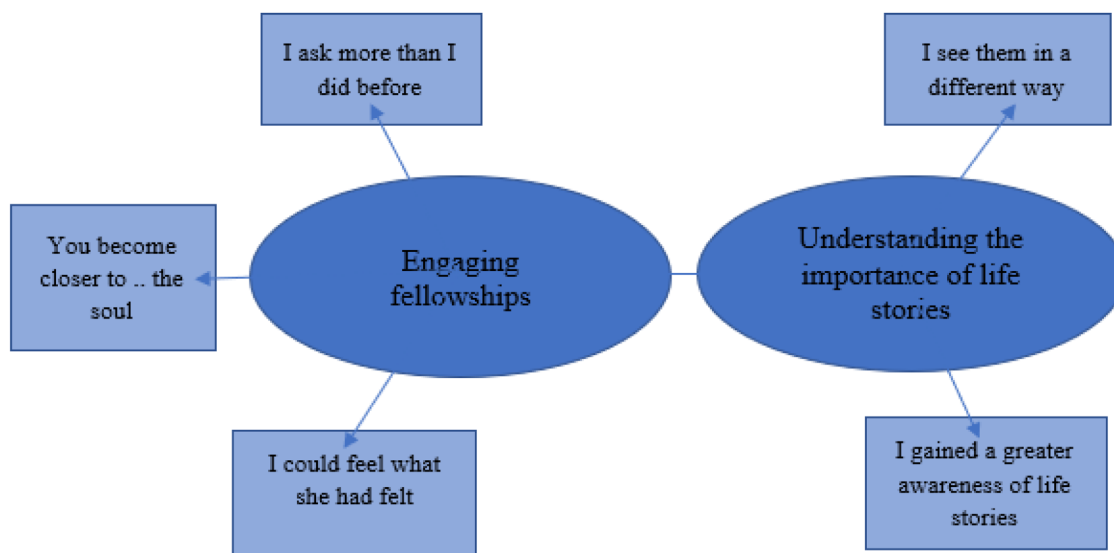 I ask more than I
did before
I see them in a
different way
You become
closer to .. the
soul
Engaging
fellowships
Understanding the
importance of life
stories
I could feel what
she had felt
I gained a greater
awareness of life
stories